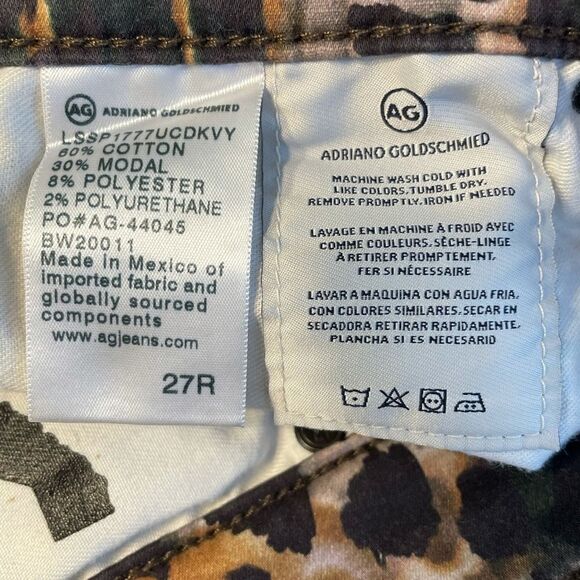 AG ADRIANO GOLDSCHMIED
LSSP1777UCDKVY
60% COTTON
30% MODAL
8% POLYESTER
2% POLYURETHANE
PO#AG-44045
BW20011
Made in Mexico of
imported fabric and
globally sourced
components
www.agjeans.com
27R
AG
ADRIANO GOLDSCHMIED
MACHINE WASH COLD WITH
LIKE COLORS, TUMBLE DRY.
REMOVE PROMPTLY, IRON IF NEEDED
LAVAGE EN MACHINE À FROID AVEC
COMME COULEURS. SÈCHE-LINGE
À RETIRER PROMPTEMENT.
FER SI NÉCESSAIRE
LAVAR A MAQUINA CON AGUA FRIA,
CON COLORES SIMILARES. SECAR EN
SECADORA RETIRAR RAPIDAMENTE.
PLANCHA SI ES NECESARIO